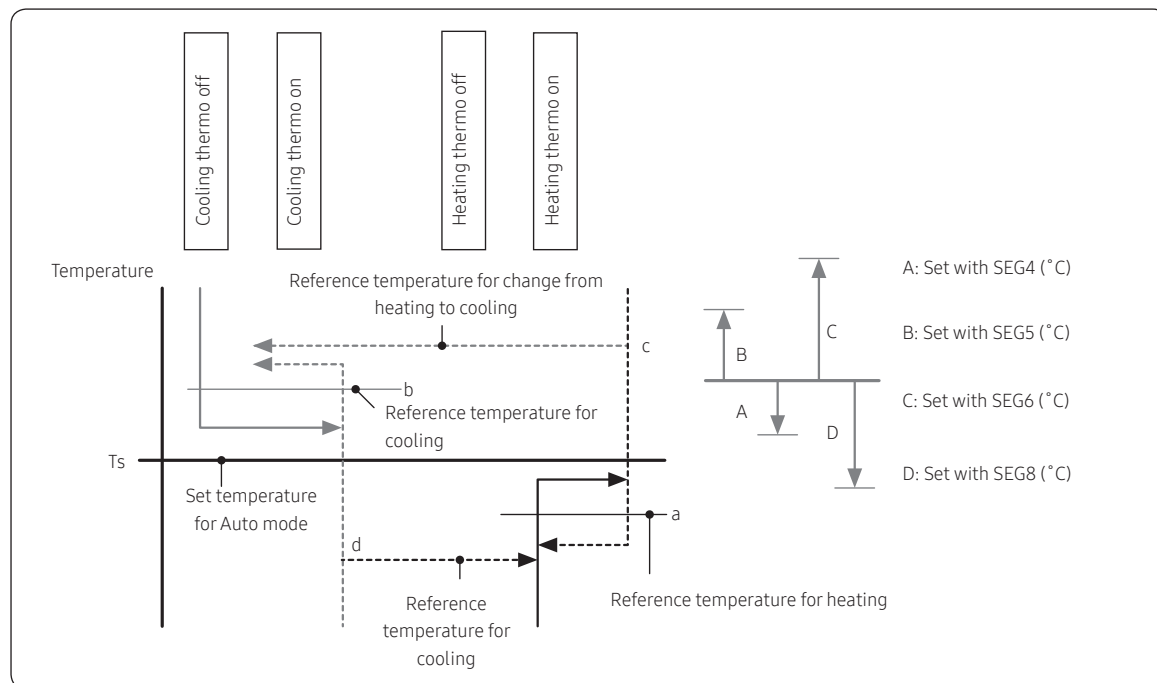 Cooling thermo off
Cooling thermo on
Heating thermo off
Heating thermo on
Temperature
Reference temperature for change from
heating to cooling
c
b
Reference temperature for
cooling
Ts
Set temperature
for Auto mode
a
d
Reference
temperature for
cooling
Reference temperature for heating
B
C
A
D
A: Set with SEG4 (˚C)
B: Set with SEG5 (˚C)
C: Set with SEG6 (˚C)
D: Set with SEG8 (˚C)